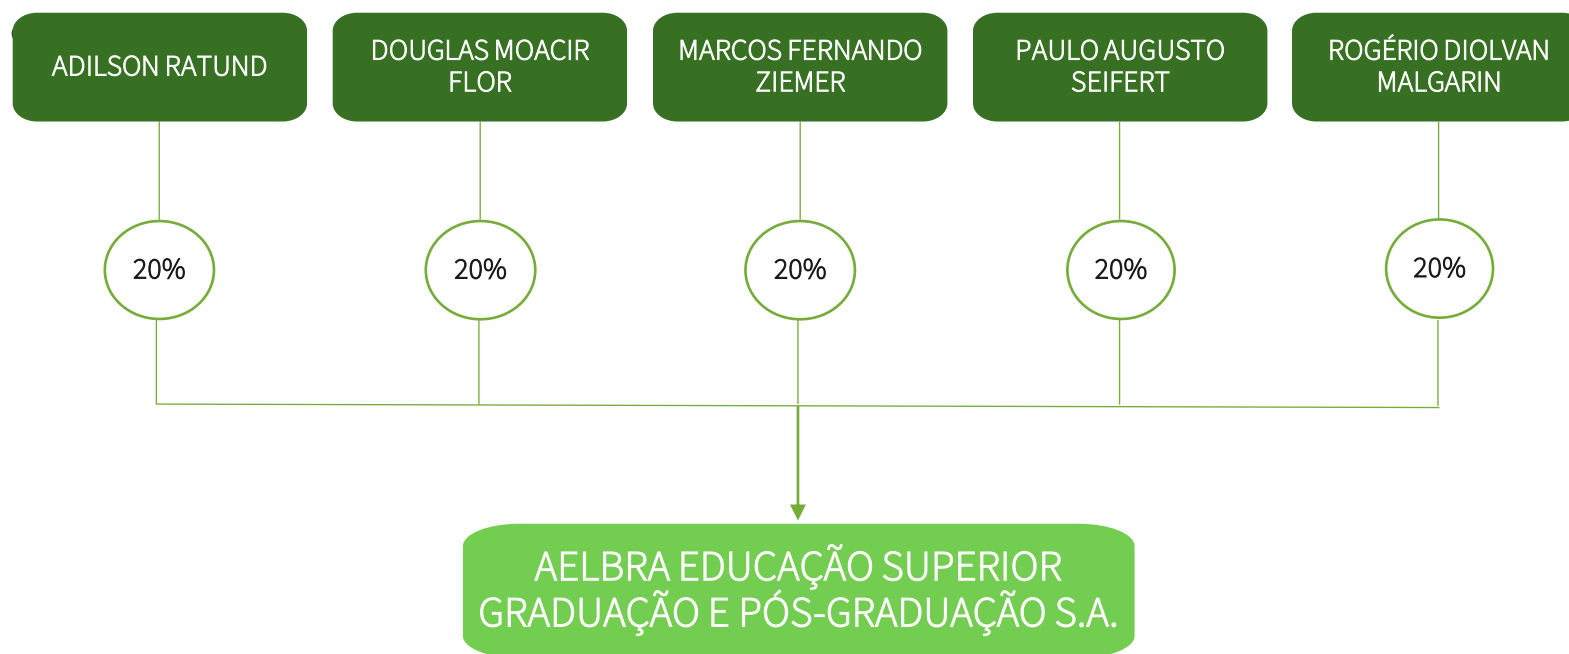 ADILSON RATUND
DOUGLAS MOACIR
FLOR
MARCOS FERNANDO
ZIEMER
PAULO AUGUSTO
SEIFERT
ROGÉRIO DIOLVAN
MALGARIN
20%
20%
20%
20%
20%
AELBRA EDUCAÇÃO SUPERIOR
GRADUAÇÃO E PÓS-GRADUAÇÃO S.A.